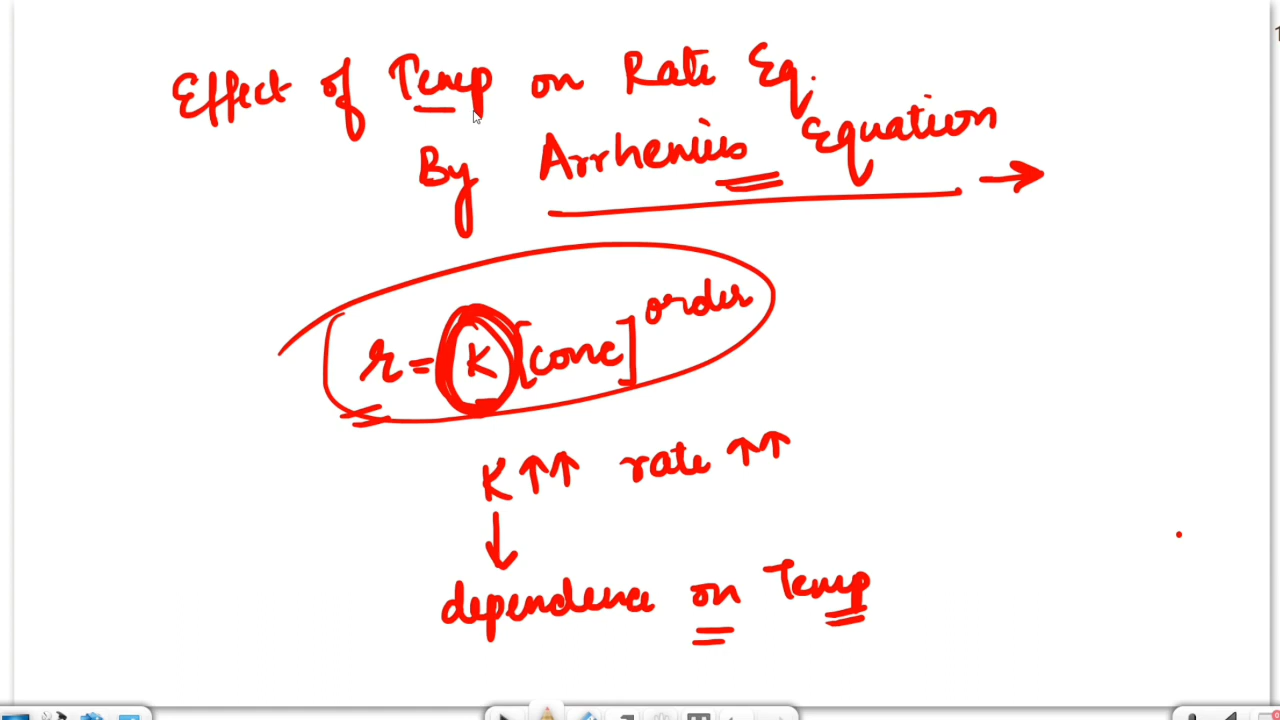 Effect of Temp on Rate Eq.
By Arrhenius Equation →
r = K [conc]^order
K ↑↑ rate ↑↑
↓
dependence on Temp